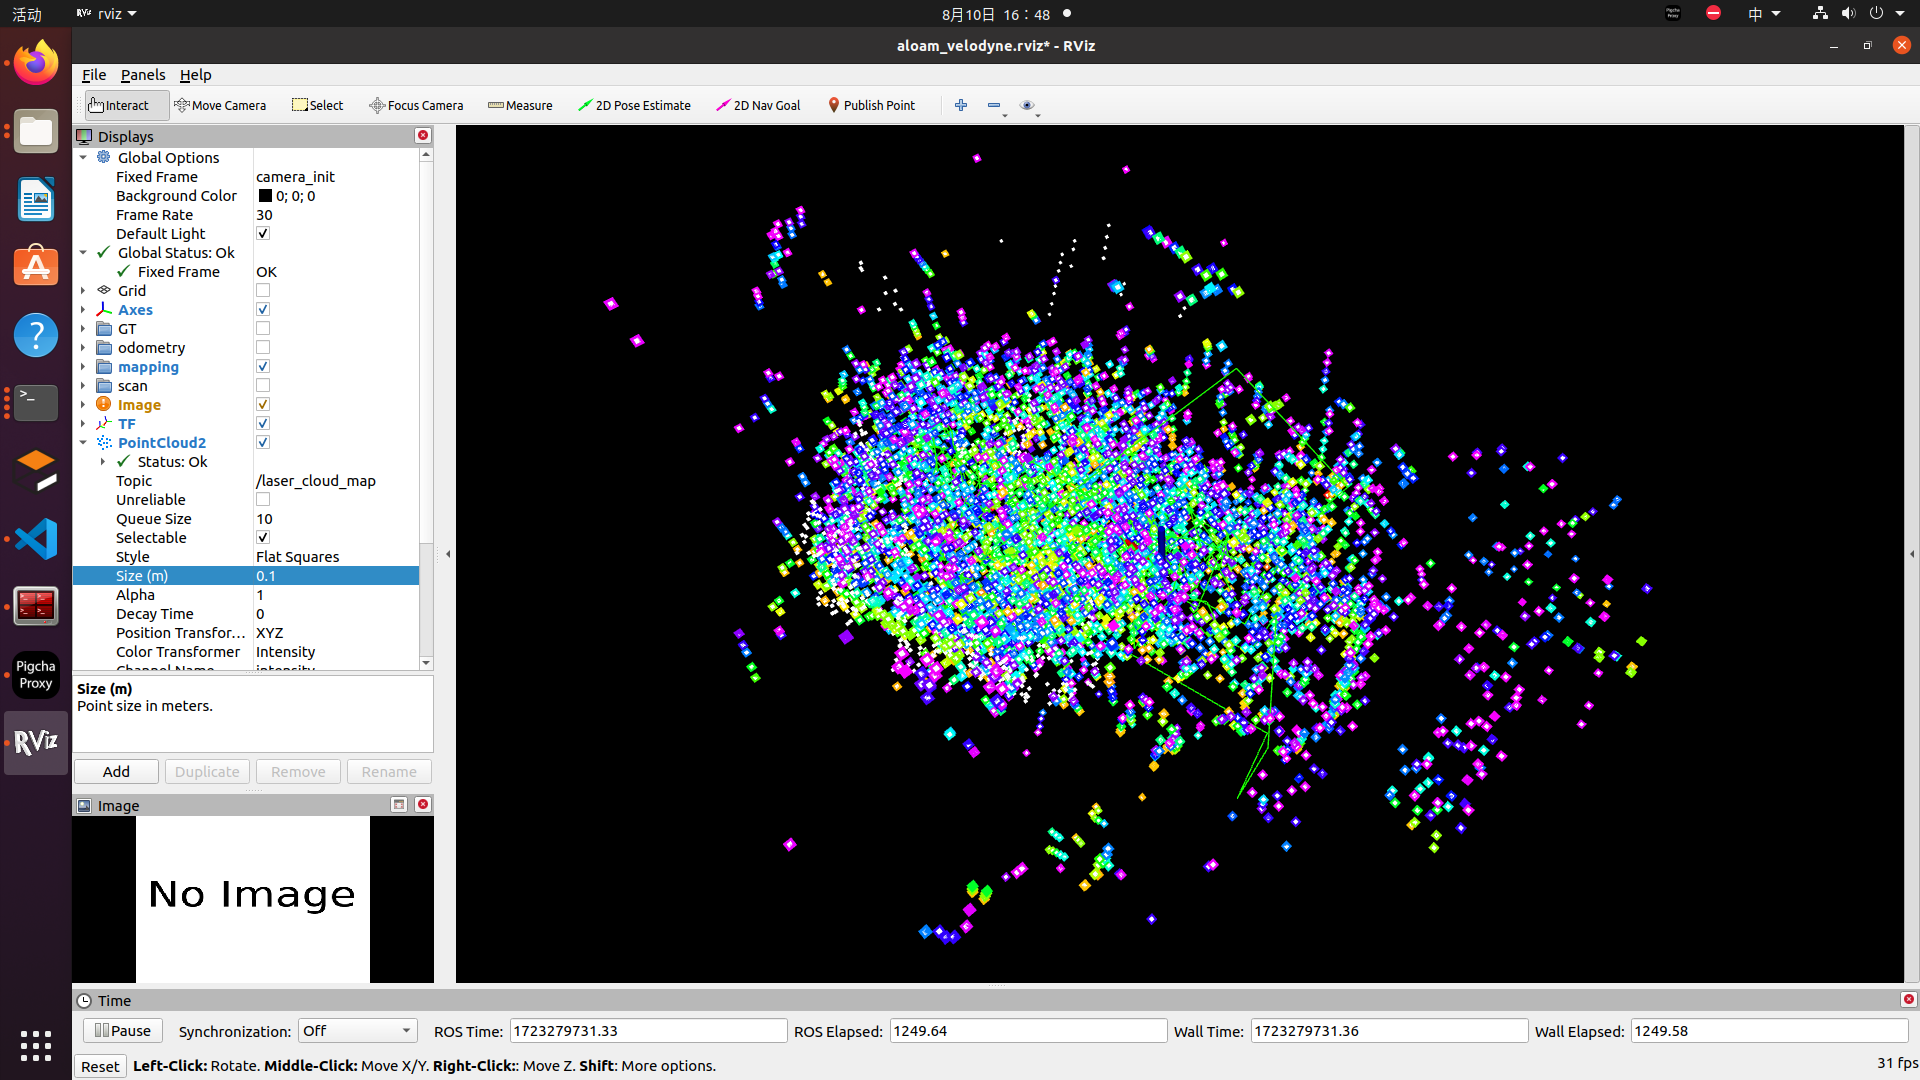 活动 rviz 8月10日 16：48 中
aloam_velodyne.rviz* - RViz
File Panels Help
Interact Move Camera Select Focus Camera Measure 2D Pose Estimate 2D Nav Goal Publish Point
Displays
Global Options
Fixed Frame camera_init
Background Color 0; 0; 0
Frame Rate 30
Default Light
Global Status: Ok
Fixed Frame OK
Grid
Axes
GT
odometry
mapping
scan
Image
TF
PointCloud2
Status: Ok
Topic /laser_cloud_map
Unreliable
Queue Size 10
Selectable
Style Flat Squares
Size (m) 0.1
Alpha 1
Decay Time 0
Position Transfor... XYZ
Color Transformer Intensity
Channel Name intensity
Size (m)
Point size in meters.
Add Duplicate Remove Rename
Image
No Image
Pigcha
Proxy
RViz
Time
Pause Synchronization: Off ROS Time: 1723279731.33 ROS Elapsed: 1249.64 Wall Time: 1723279731.36 Wall Elapsed: 1249.58
Reset Left-Click: Rotate. Middle-Click: Move X/Y. Right-Click:: Move Z. Shift: More options. 31 fps